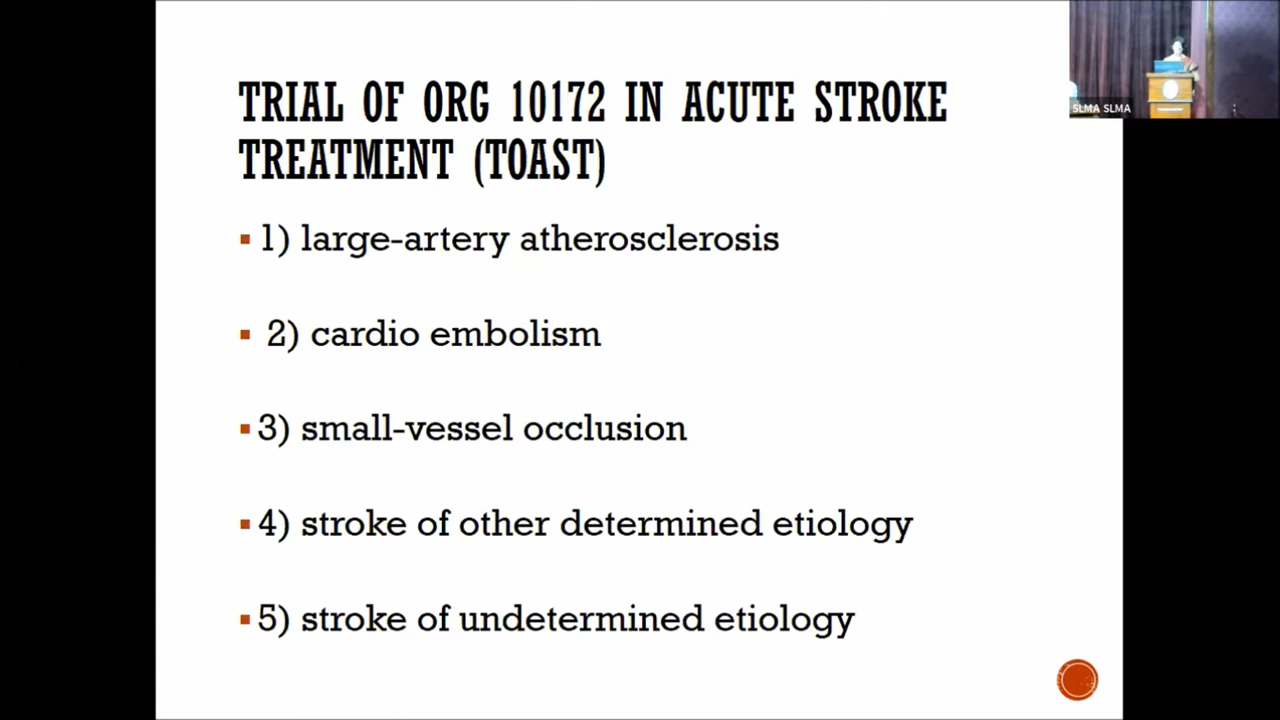 TRIAL OF ORG 10172 IN ACUTE STROKE
TREATMENT (TOAST)
▪ 1) large-artery atherosclerosis
▪ 2) cardio embolism
▪ 3) small-vessel occlusion
▪ 4) stroke of other determined etiology
▪ 5) stroke of undetermined etiology
SLMA SLMA